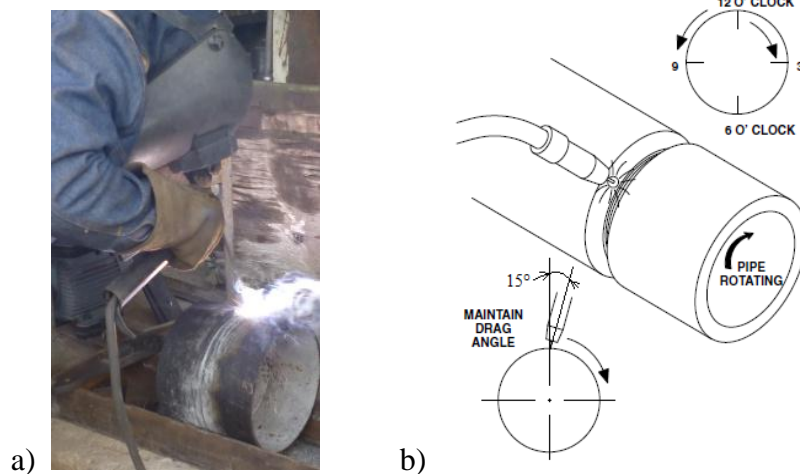 12 O' CLOCK
9
3
6 O' CLOCK
PIPE
ROTATING
15°
MAINTAIN
DRAG
ANGLE
a)
b)